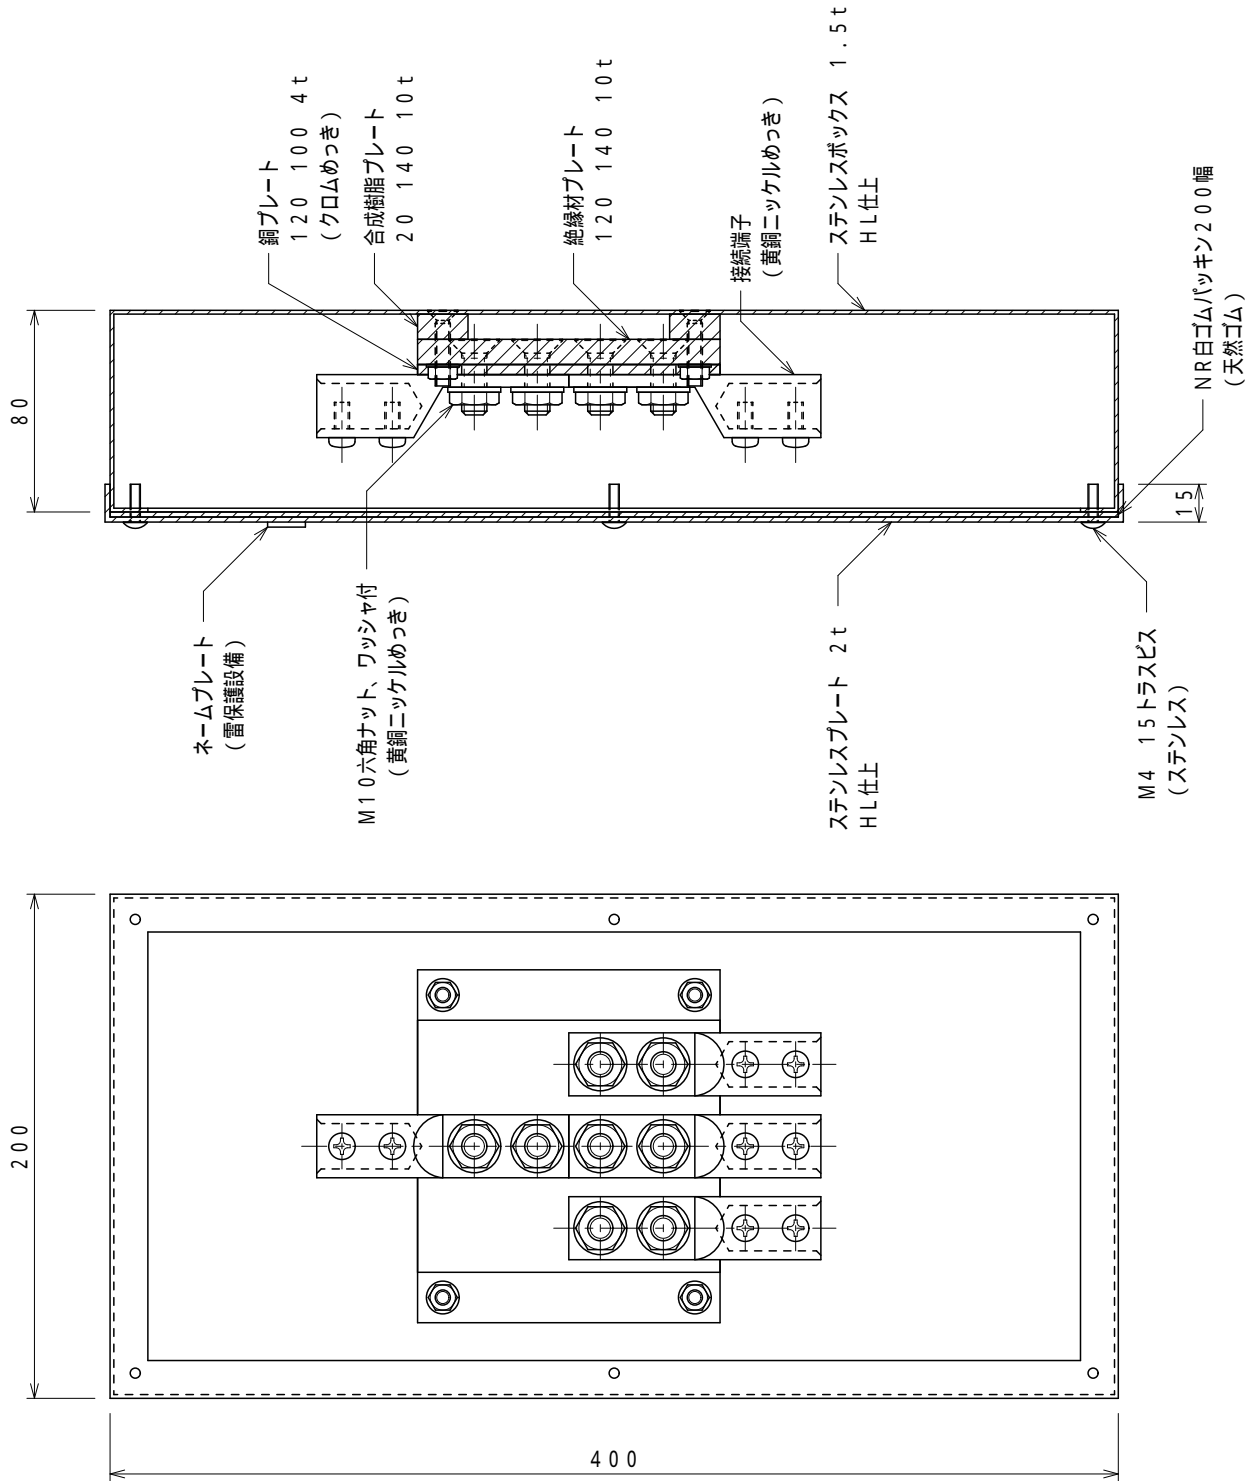 銅プレート
120 100 4t
(クロムめっき)
合成樹脂プレート
20 140 10t
絶縁材プレート
120 140 10t
接続端子
(黄銅ニッケルめっき)
ステンレスボックス 1.5t
HL仕上
NR白ゴムパッキン200幅
(天然ゴム)
80
15
ネームプレート
(雷保護設備)
M10六角ナット、ワッシャ付
(黄銅ニッケルめっき)
ステンレスプレート 2t
HL仕上
M4 15トラスビス
(ステンレス)
200
400